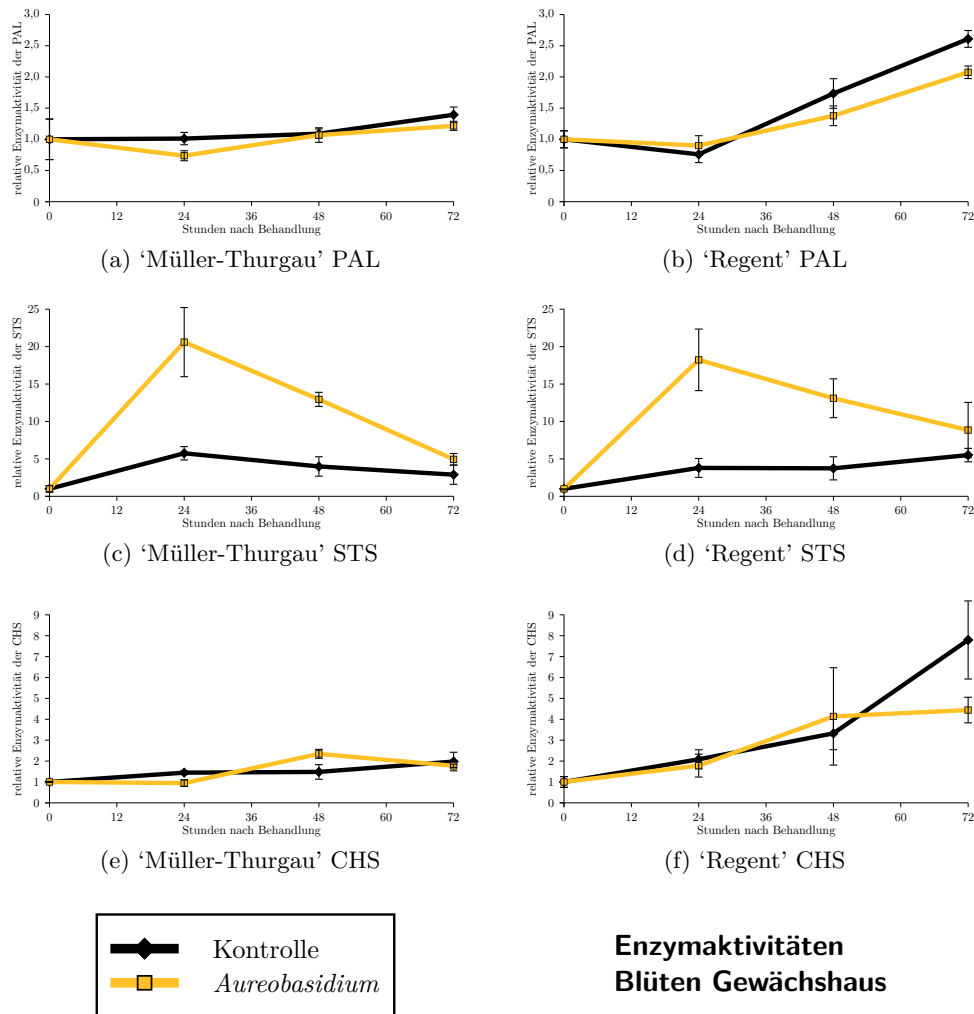 relative Enzymaktivität der PAL
3,0
2,5
2,0
1,5
1,0
0,5
0
0 12 24 36 48 60 72
Stunden nach Behandlung
(a) ‘Müller-Thurgau’ PAL
relative Enzymaktivität der PAL
3,0
2,5
2,0
1,5
1,0
0,5
0
0 12 24 36 48 60 72
Stunden nach Behandlung
(b) ‘Regent’ PAL
relative Enzymaktivität der STS
25
20
15
10
5
0
0 12 24 36 48 60 72
Stunden nach Behandlung
(c) ‘Müller-Thurgau’ STS
relative Enzymaktivität der STS
25
20
15
10
5
0
0 12 24 36 48 60 72
Stunden nach Behandlung
(d) ‘Regent’ STS
relative Enzymaktivität der CHS
9
8
7
6
5
4
3
2
1
0
0 12 24 36 48 60 72
Stunden nach Behandlung
(e) ‘Müller-Thurgau’ CHS
relative Enzymaktivität der CHS
9
8
7
6
5
4
3
2
1
0
0 12 24 36 48 60 72
Stunden nach Behandlung
(f) ‘Regent’ CHS
Kontrolle
Aureobasidium
Enzymaktivitäten
Blüten Gewächshaus